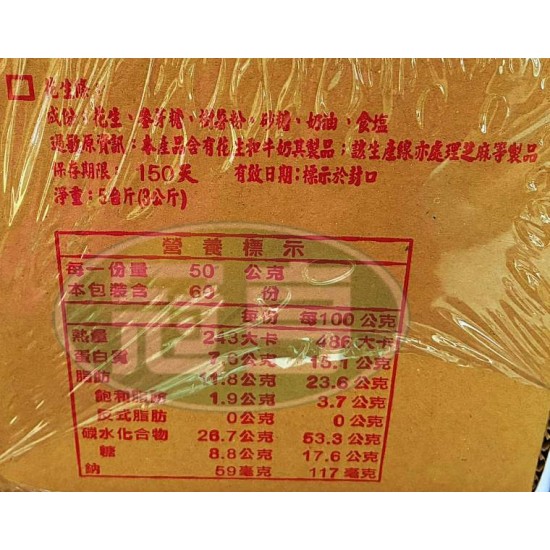 花生條：
成份：花生、麥芽糖、樹薯粉、砂糖、奶油、食塩
過敏原資訊：本產品含有花生和牛奶其製品；該生產線亦處理芝麻等製品
保存期限：150天 有效日期：標示於封口
淨重：5台斤(3公斤)
營養標示
每一份量 50 公克
本包裝含 60 份
每份 每100公克
熱量 243大卡 486大卡
蛋白質 7.6公克 15.1公克
脂肪 11.8公克 23.6公克
飽和脂肪 1.9公克 3.7公克
反式脂肪 0公克 0公克
碳水化合物 26.7公克 53.3公克
糖 8.8公克 17.6公克
鈉 59毫克 117毫克